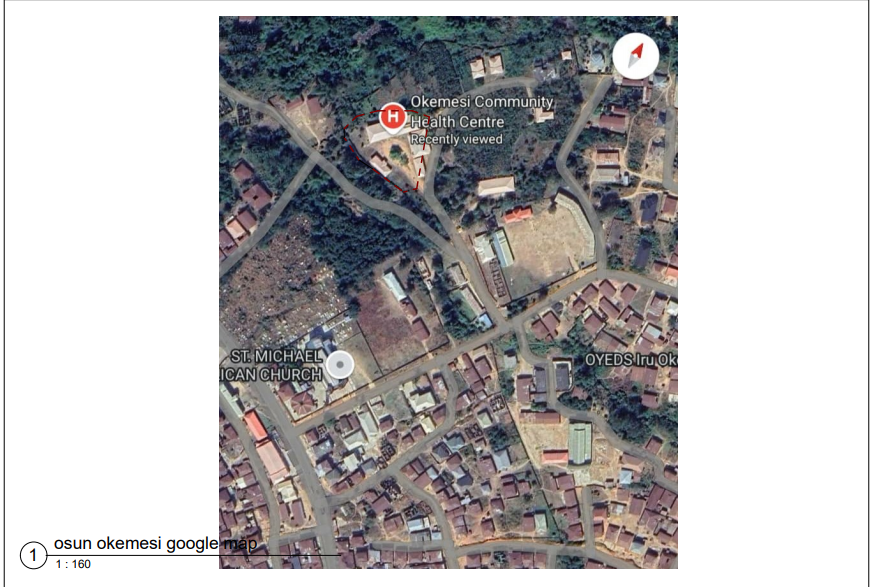 Okemesi Community
Health Centre
Recently viewed
H
ST. MICHAEL
ICAN CHURCH
OYEDS Iru Ok
1
osun okemesi google map
1 : 160